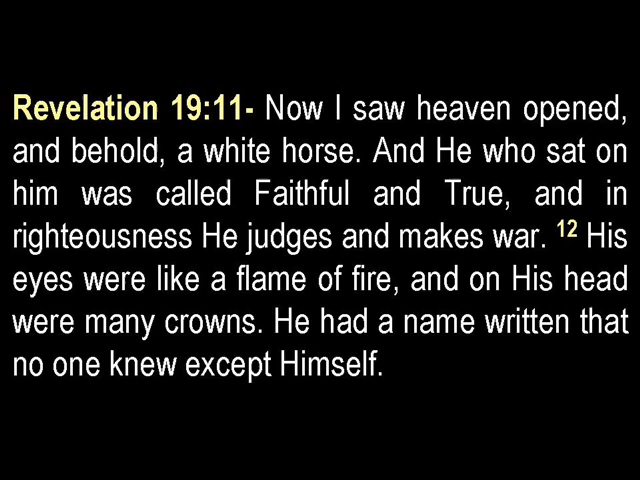 Revelation 19:11- Now I saw heaven opened,
and behold, a white horse. And He who sat on
him was called Faithful and True, and in
righteousness He judges and makes war. 12 His
eyes were like a flame of fire, and on His head
were many crowns. He had a name written that
no one knew except Himself.